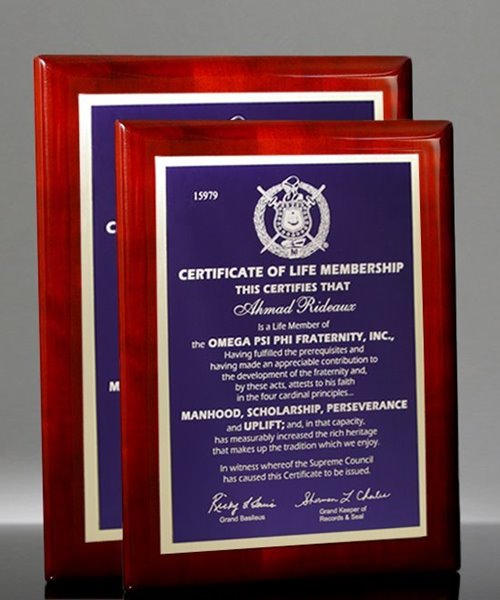 15979
CERTIFICATE OF LIFE MEMBERSHIP
THIS CERTIFIES THAT
Ahmad Rideaux
Is a Life Member of
the OMEGA PSI PHI FRATERNITY, INC.,
Having fulfilled the prerequisites and
having made an appreciable contribution to
the development of the fraternity and,
by these acts, attests to his faith
in the four cardinal principles...
MANHOOD, SCHOLARSHIP, PERSEVERANCE
and UPLIFT; and, in that capacity,
has measurably increased the rich heritage
that makes up the tradition which we enjoy.
In witness whereof the Supreme Council
has caused this Certificate to be issued.
Grand Basileus
Grand Keeper of
Records & Seal